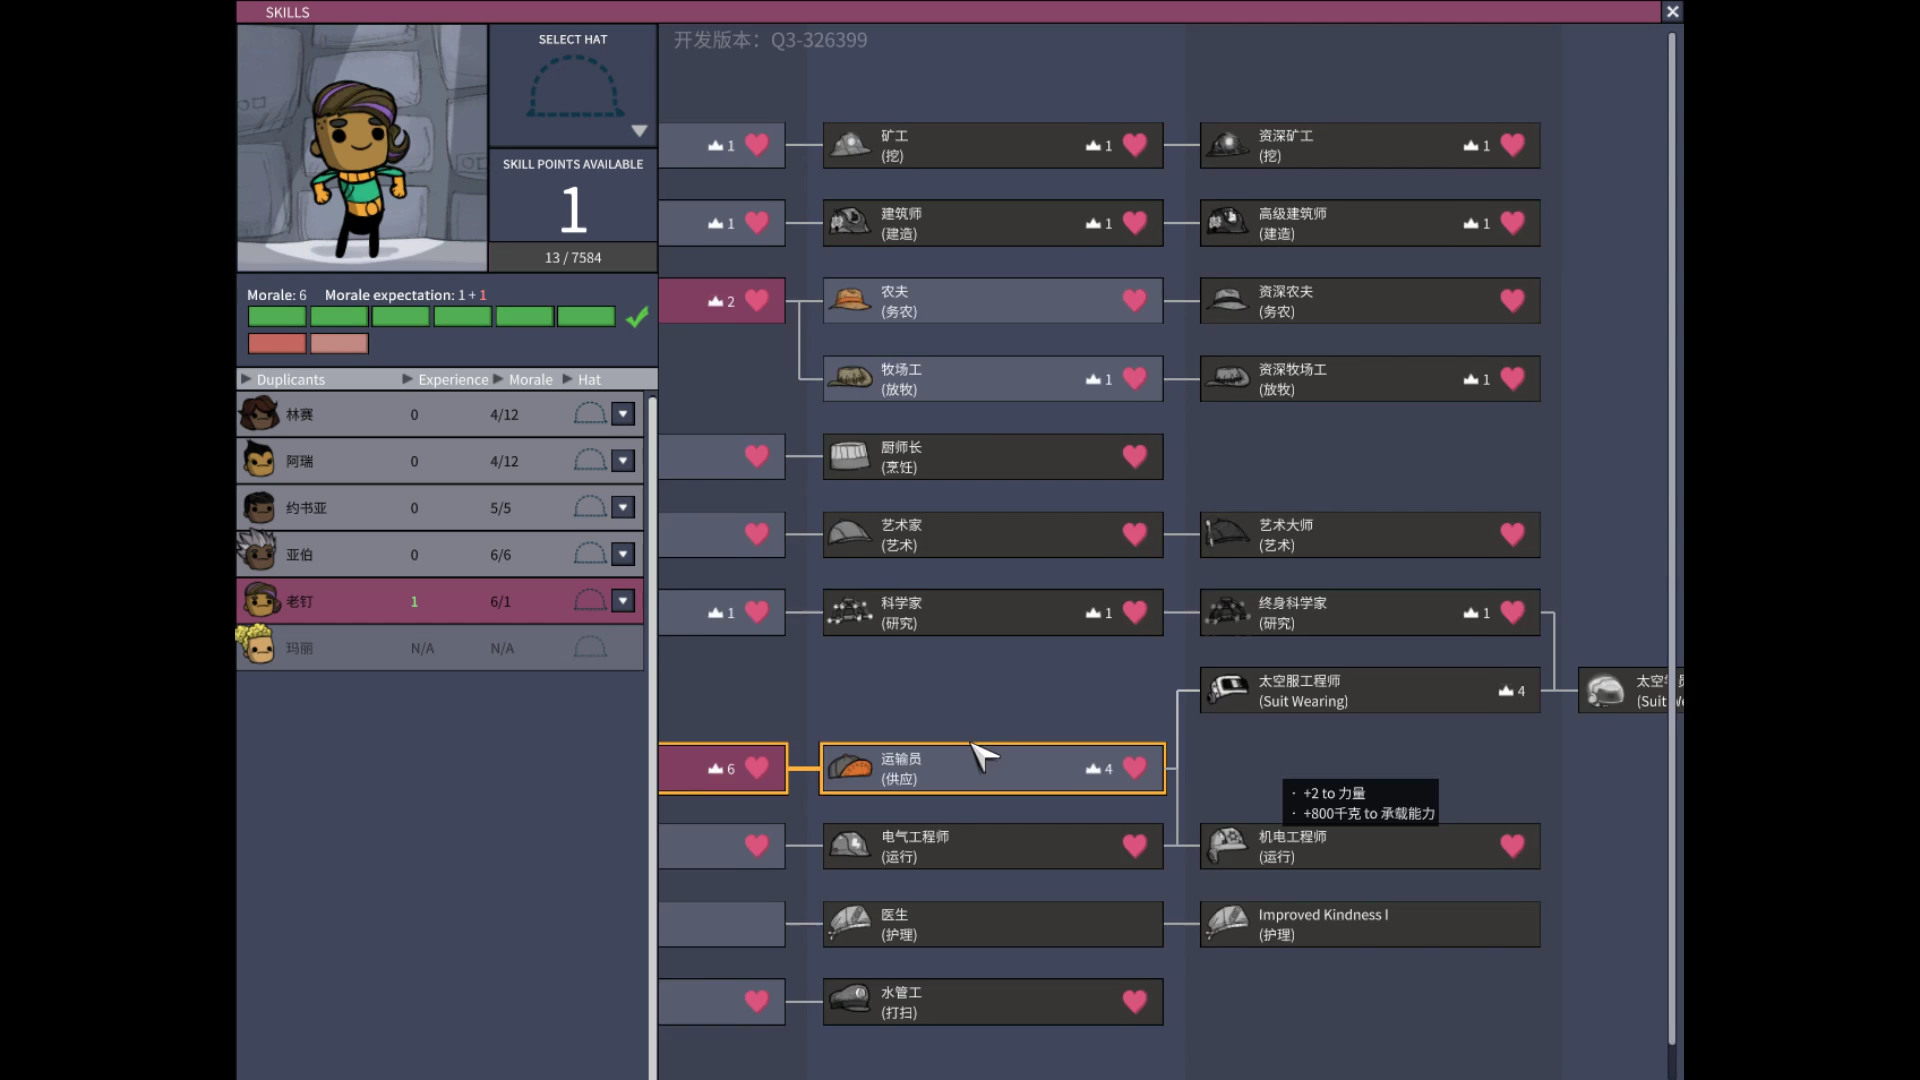 SKILLS
SELECT HAT
SKILL POINTS AVAILABLE
1
13 / 7584
Morale: 6 Morale expectation: 1 + 1
Duplicants Experience Morale Hat
林赛 0 4/12
阿瑞 0 4/12
约书亚 0 5/5
亚伯 0 6/6
老钉 1 6/1
玛丽 N/A N/A
开发版本：Q3-326399
1
矿工
(挖)
1
资深矿工
(挖)
1
1
建筑师
(建造)
1
高级建筑师
(建造)
1
2
农夫
(务农)
资深农夫
(务农)
牧场工
(放牧)
1
资深牧场工
(放牧)
1
厨师长
(烹饪)
艺术家
(艺术)
艺术大师
(艺术)
1
科学家
(研究)
1
终身科学家
(研究)
1
太空服工程师
(Suit Wearing)
4
太空
(Suit
6
运输员
(供应)
4
· +2 to 力量
· +800千克 to 承载能力
电气工程师
(运行)
机电工程师
(运行)
医生
(护理)
Improved Kindness I
(护理)
水管工
(打扫)